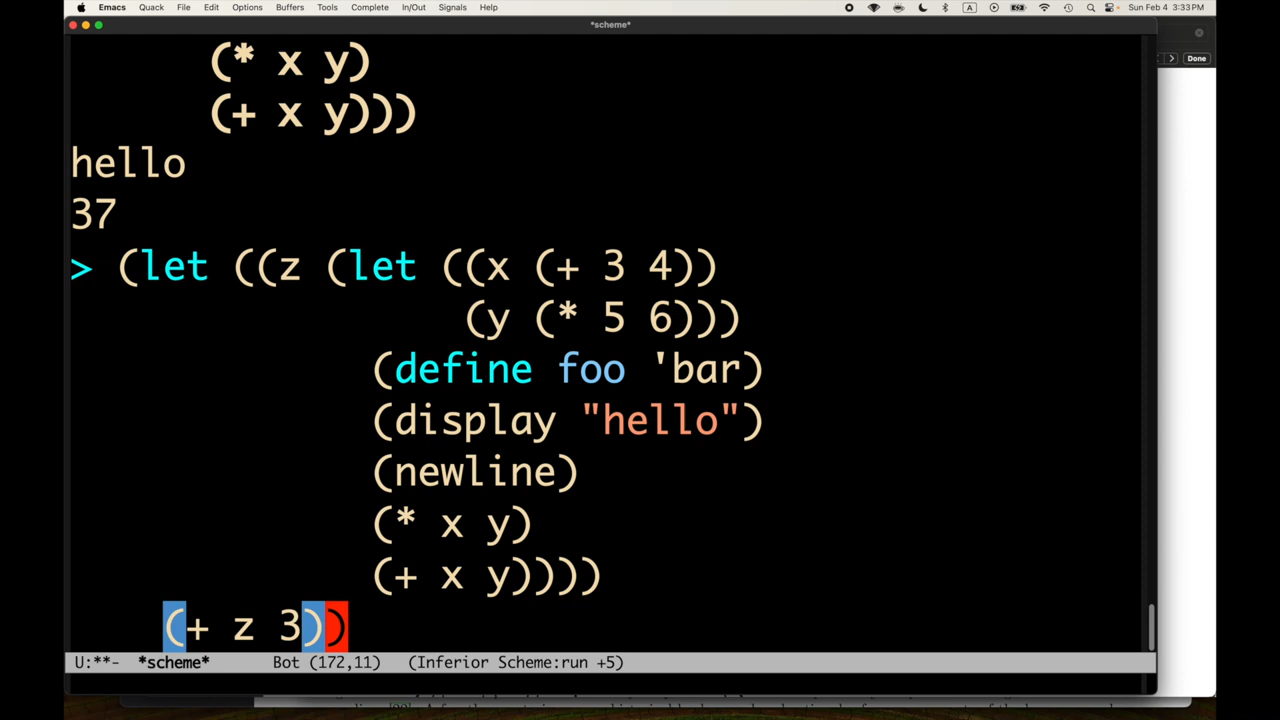 Emacs Quack File Edit Options Buffers Tools Complete In/Out Signals Help Sun Feb 4 3:33 PM
*scheme*
Done
(* x y)
(+ x y)))
hello
37
> (let ((z (let ((x (+ 3 4))
(y (* 5 6)))
(define foo 'bar)
(display "hello")
(newline)
(* x y)
(+ x y))))
(+ z 3))
U:**- *scheme* Bot (172,11) (Inferior Scheme:run +5)